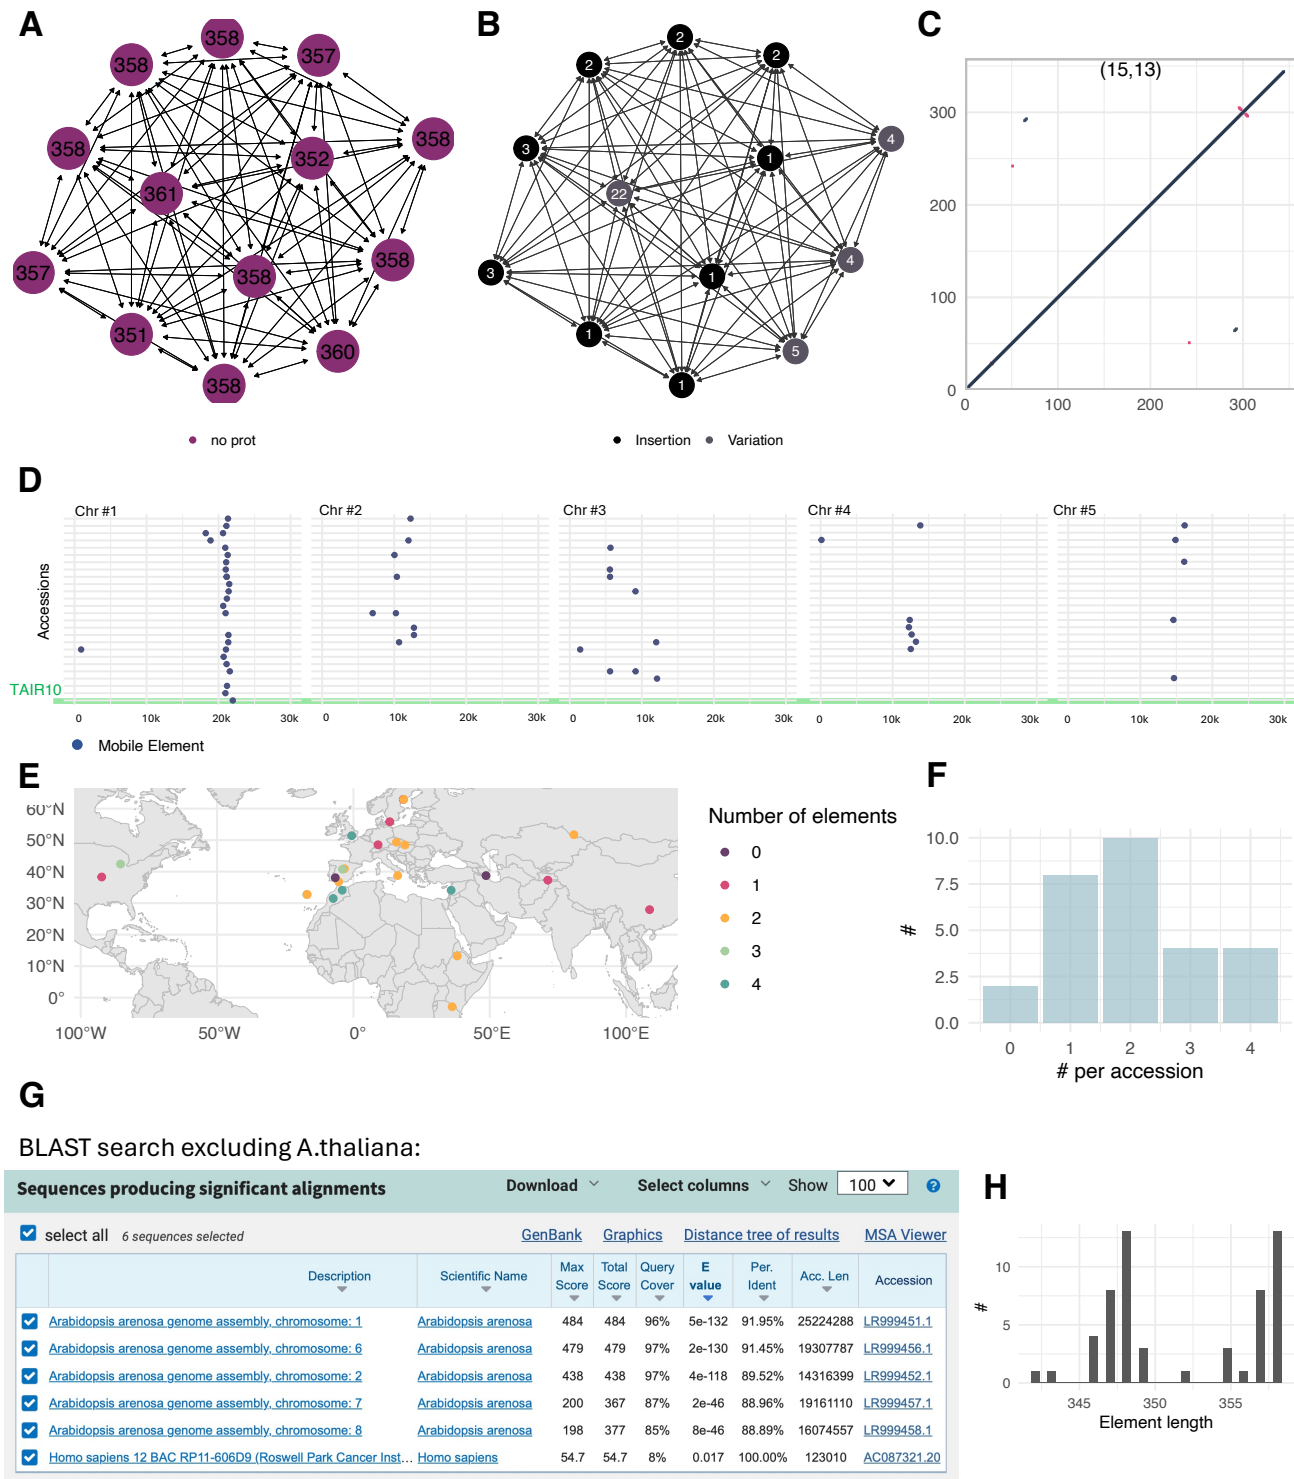 A
358
358
357
358
358
352
361
357
358
358
351
360
358
no prot
B
2
2
2
3
4
1
22
3
1
4
1
5
1
Insertion Variation
C
(15,13)
300
200
100
0
0 100 200 300
D
Chr #1 Chr #2 Chr #3 Chr #4 Chr #5
Accessions
TAIR10
0 10k 20k 30k 0 10k 20k 30k 0 10k 20k 30k 0 10k 20k 30k 0 10k 20k 30k
Mobile Element
E
60°N
50°N
40°N
30°N
20°N
10°N
0°
100°W 50°W 0° 50°E 100°E
Number of elements
0
1
2
3
4
F
#
10.0
7.5
5.0
2.5
0.0
0 1 2 3 4
# per accession
G
BLAST search excluding A.thaliana:
Sequences producing significant alignments Download Select columns Show 100 ?
select all 6 sequences selected GenBank Graphics Distance tree of results MSA Viewer
Description Scientific Name Max Score Total Score Query Cover E value Per. Ident Acc. Len Accession
Arabidopsis arenosa genome assembly, chromosome: 1 Arabidopsis arenosa 484 484 96% 5e-132 91.95% 25224288 LR999451.1
Arabidopsis arenosa genome assembly, chromosome: 6 Arabidopsis arenosa 479 479 97% 2e-130 91.45% 19307787 LR999456.1
Arabidopsis arenosa genome assembly, chromosome: 2 Arabidopsis arenosa 438 438 97% 4e-118 89.52% 14316399 LR999452.1
Arabidopsis arenosa genome assembly, chromosome: 7 Arabidopsis arenosa 200 367 87% 2e-46 88.96% 19161110 LR999457.1
Arabidopsis arenosa genome assembly, chromosome: 8 Arabidopsis arenosa 198 377 85% 8e-46 88.89% 16074557 LR999458.1
Homo sapiens 12 BAC RP11-606D9 (Roswell Park Cancer Inst... Homo sapiens 54.7 54.7 8% 0.017 100.00% 123010 AC087321.20
H
#
10
5
0
345 350 355
Element length